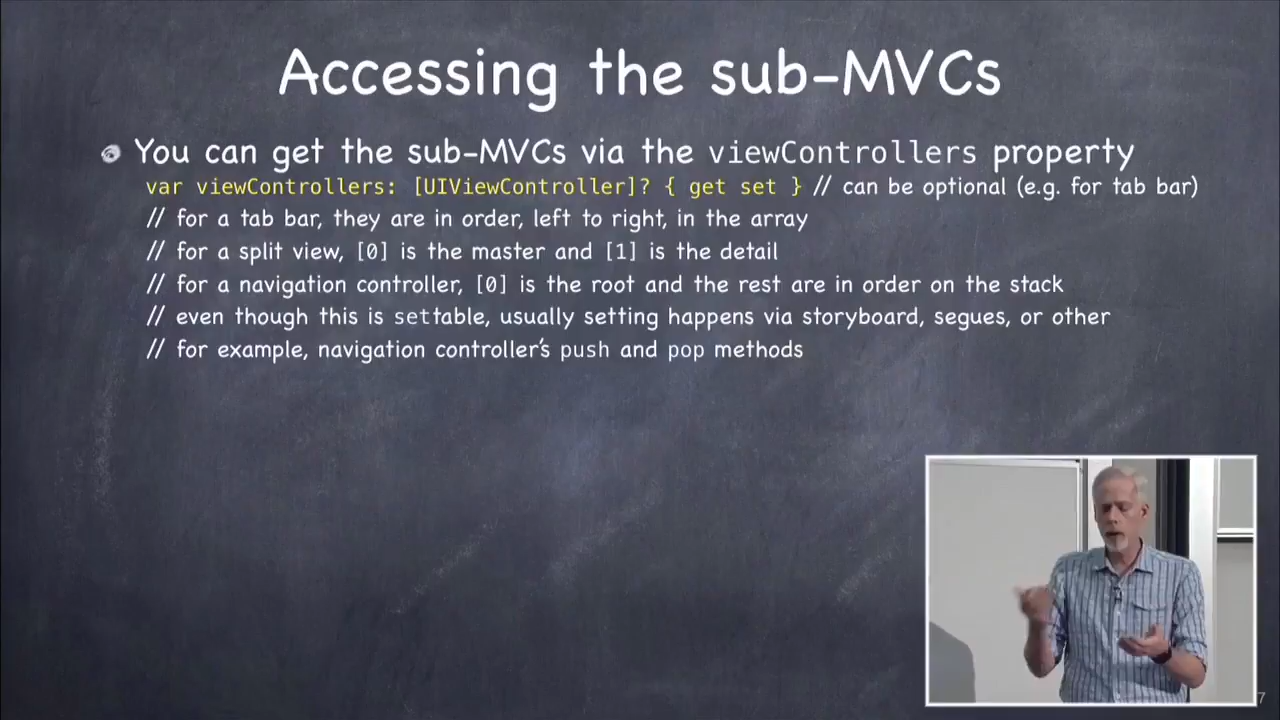 Accessing the sub-MVCs
You can get the sub-MVCs via the viewControllers property
var viewControllers: [UIViewController]? { get set } // can be optional (e.g. for tab bar)
// for a tab bar, they are in order, left to right, in the array
// for a split view, [0] is the master and [1] is the detail
// for a navigation controller, [0] is the root and the rest are in order on the stack
// even though this is settable, usually setting happens via storyboard, segues, or other
// for example, navigation controller's push and pop methods
7